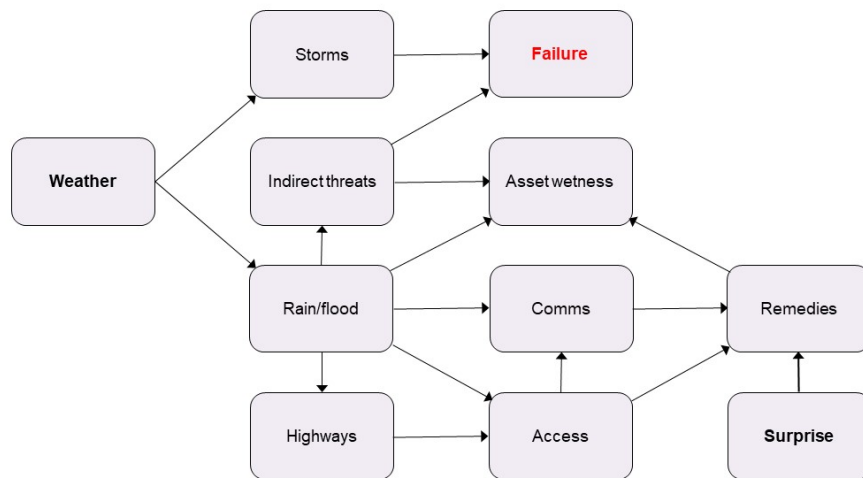 Storms
Failure
Weather
Indirect threats
Asset wetness
Rain/flood
Comms
Remedies
Highways
Access
Surprise